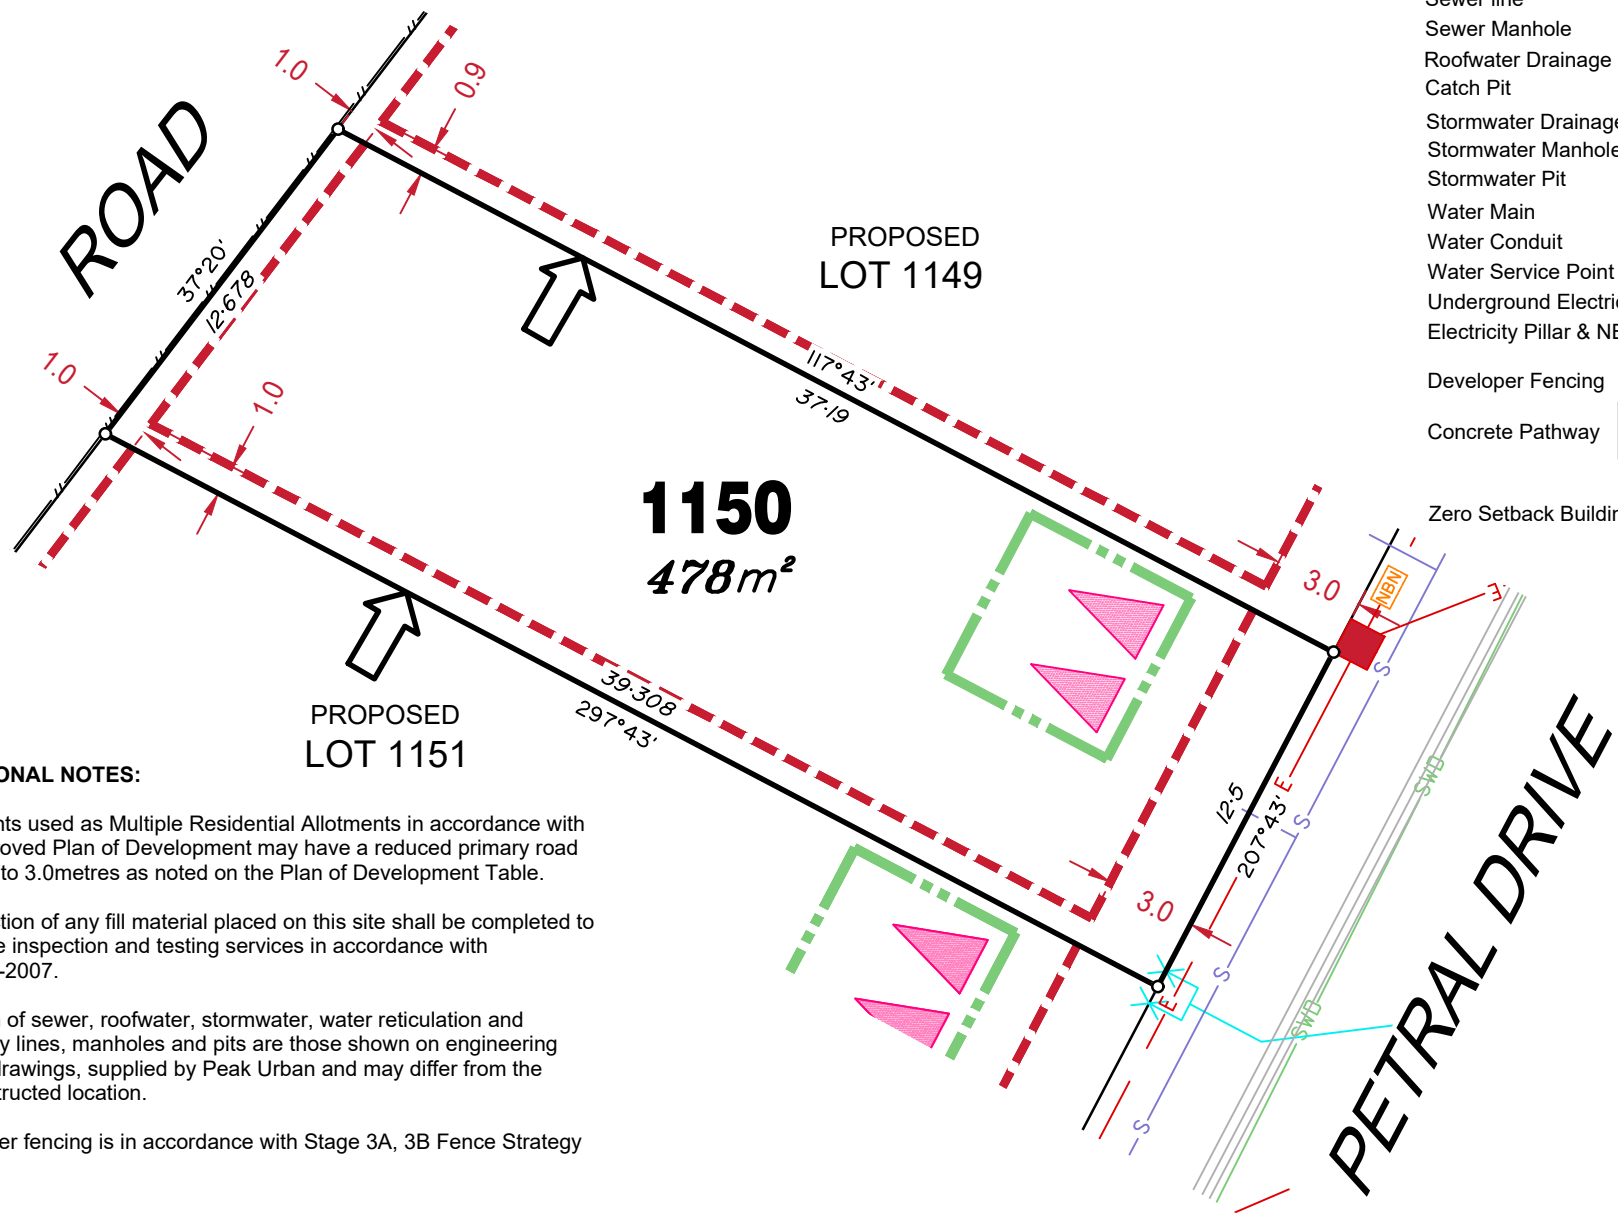 Sewer line
Sewer Manhole
Roofwater Drainage
Catch Pit
Stormwater Drainage
Stormwater Manhole
Stormwater Pit
Water Main
Water Conduit
Water Service Point
Underground Electri
Electricity Pillar & NB
Developer Fencing
Concrete Pathway
Zero Setback Buildin
ROAD
1.0
0.9
37°20'
12·678
1.0
1.0
PROPOSED
LOT 1149
117°43'
37·19
1150
478m²
3.0
NBN
E
S
39·308
297°43'
PROPOSED
LOT 1151
12·5
207°43'
E
S
SWD
3.0
E
S
SWD
S
PETRAL DRIVE
ONAL NOTES:
nts used as Multiple Residential Allotments in accordance with
roved Plan of Development may have a reduced primary road
to 3.0metres as noted on the Plan of Development Table.
tion of any fill material placed on this site shall be completed to
e inspection and testing services in accordance with
-2007.
n of sewer, roofwater, stormwater, water reticulation and
y lines, manholes and pits are those shown on engineering
drawings, supplied by Peak Urban and may differ from the
tructed location.
er fencing is in accordance with Stage 3A, 3B Fence Strategy